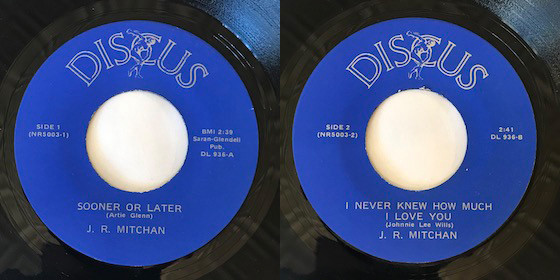 DISCUS
SIDE 1
(NR5003-1)
BMI 2:39
Saran-Glendell
Pub.
DL 936-A
SOONER OR LATER
(Artie Glenn)
J. R. MITCHAN
DISCUS
SIDE 2
(NR5003-2)
2:41
DL 936-B
I NEVER KNEW HOW MUCH
I LOVE YOU
(Johnnie Lee Wills)
J. R. MITCHAN